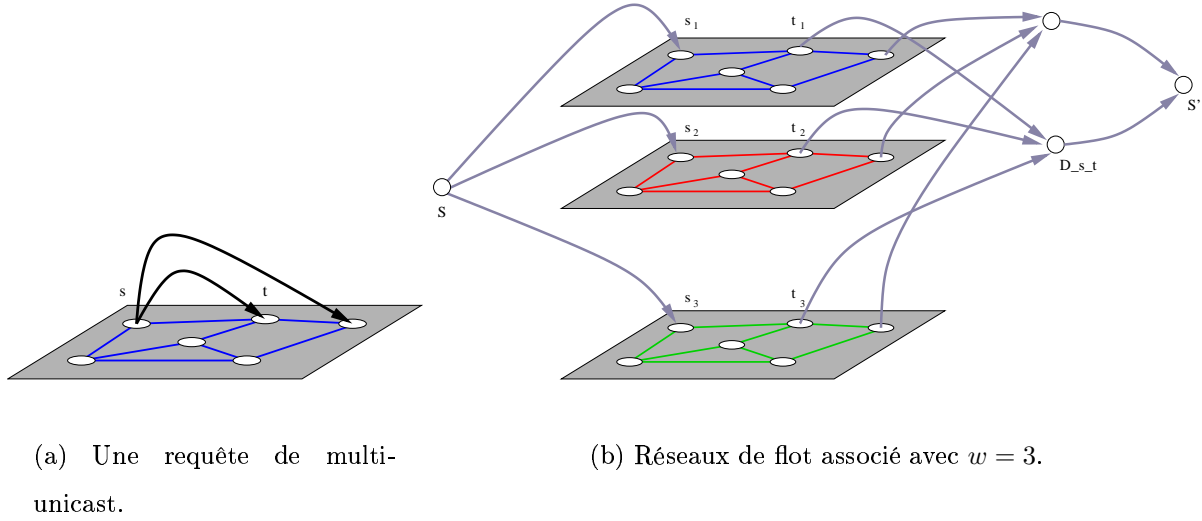 s 1
t 1
S'
s 2
t 2
D_s_t
S
s
t
s 3
t 3
(a) Une requête de multi-
unicast.
(b) Réseaux de flot associé avec w = 3.